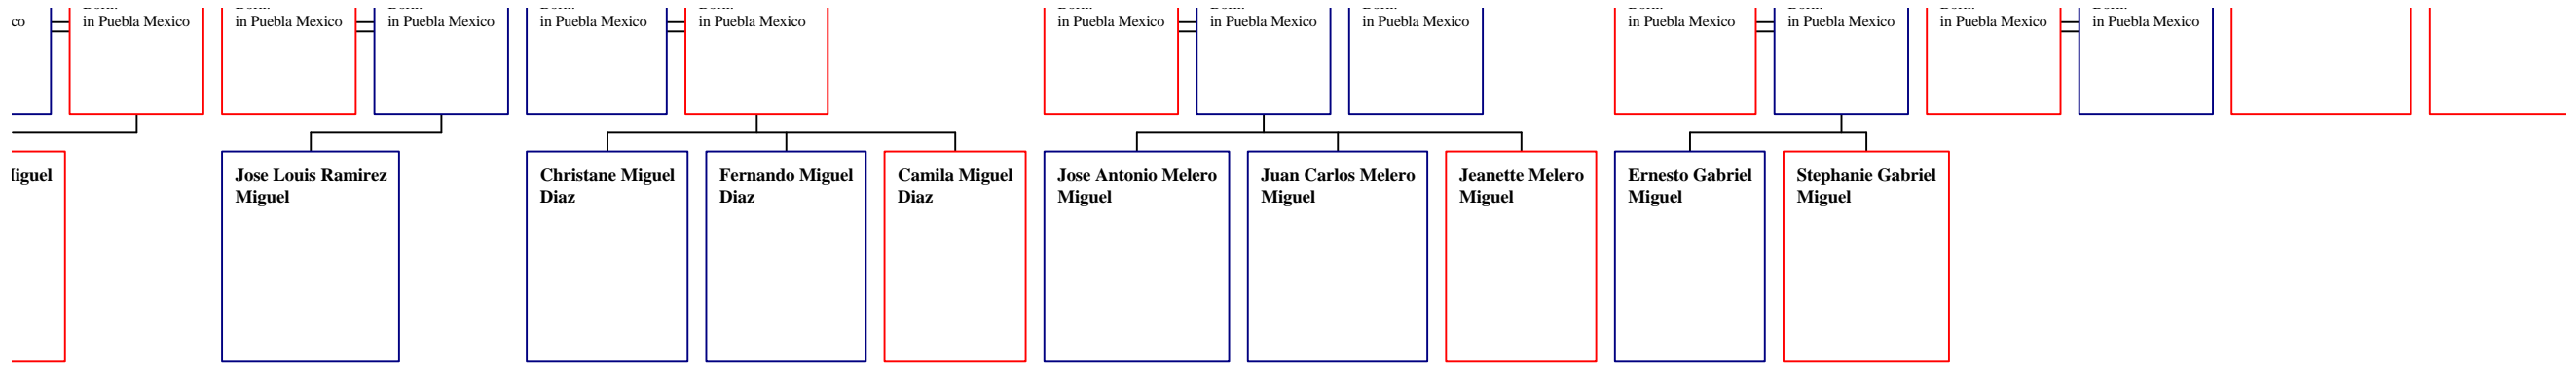 in Puebla Mexico
in Puebla Mexico
in Puebla Mexico
in Puebla Mexico
in Puebla Mexico
in Puebla Mexico
in Puebla Mexico
in Puebla Mexico
in Puebla Mexico
in Puebla Mexico
in Puebla Mexico
in Puebla Mexico
Jose Louis Ramirez
Miguel
Christane Miguel
Diaz
Fernando Miguel
Diaz
Camila Miguel
Diaz
Jose Antonio Melero
Miguel
Juan Carlos Melero
Miguel
Jeanette Melero
Miguel
Ernesto Gabriel
Miguel
Stephanie Gabriel
Miguel